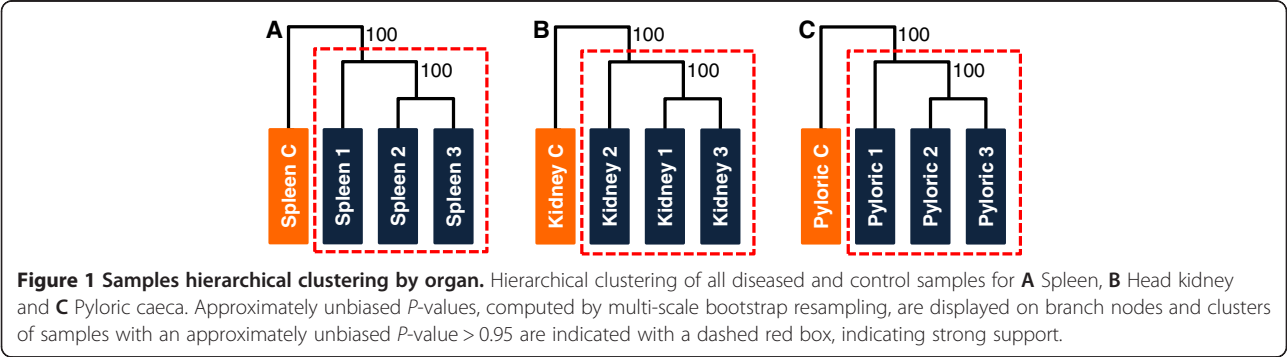 A
100
100
Spleen C
Spleen 1
Spleen 2
Spleen 3
B
100
100
Kidney C
Kidney 2
Kidney 1
Kidney 3
C
100
100
Pyloric C
Pyloric 1
Pyloric 2
Pyloric 3
Figure 1 Samples hierarchical clustering by organ. Hierarchical clustering of all diseased and control samples for A Spleen, B Head kidney
and C Pyloric caeca. Approximately unbiased P-values, computed by multi-scale bootstrap resampling, are displayed on branch nodes and clusters
of samples with an approximately unbiased P-value > 0.95 are indicated with a dashed red box, indicating strong support.